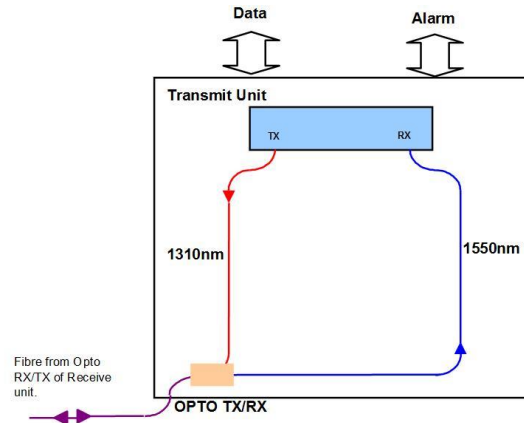 Data
Alarm
Transmit Unit
TX
RX
1310nm
1550nm
Fibre from Opto
RX/TX of Receive
unit.
OPTO TX/RX